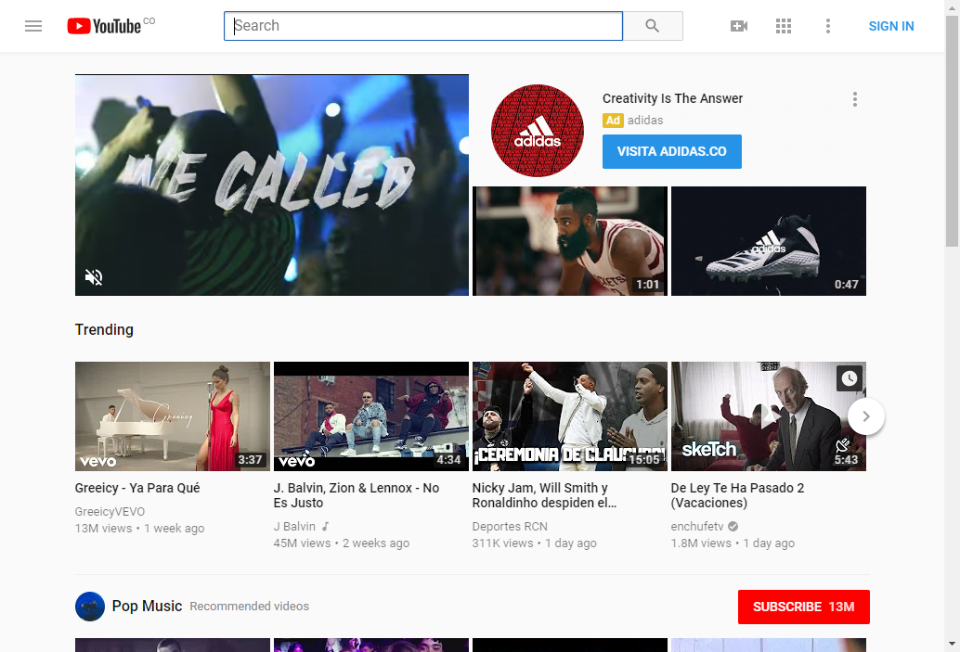 YouTube CO
Search
SIGN IN
WE CALLED
adidas
Creativity Is The Answer
Ad adidas
VISITA ADIDAS.CO
1:01
adidas
0:47
Trending
Greeicy
vevo
3:37
vevo
4:34
¡CEREMONIA DE CLAUSURA!
15:05
skeTch
5:43
Greeicy - Ya Para Qué
GreeicyVEVO
13M views • 1 week ago
J. Balvin, Zion & Lennox - No
Es Justo
J Balvin
45M views • 2 weeks ago
Nicky Jam, Will Smith y
Ronaldinho despiden el...
Deportes RCN
311K views • 1 day ago
De Ley Te Ha Pasado 2
(Vacaciones)
enchufetv
1.8M views • 1 day ago
Pop Music Recommended videos
SUBSCRIBE 13M